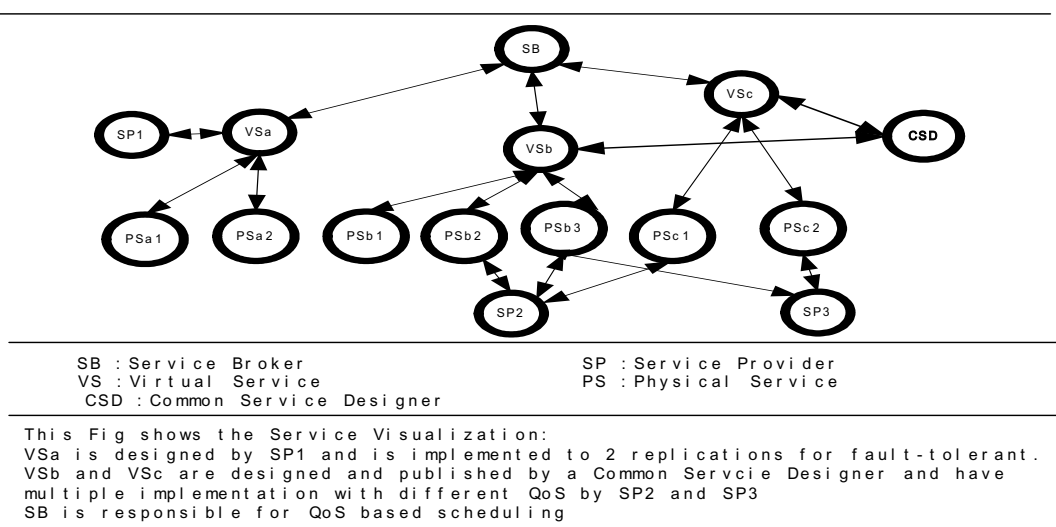 SB
VSc
SP1
VSa
CSD
VSb
PSa1
PSa2
PSb1
PSb2
PSb3
PSc1
PSc2
SP2
SP3
SB : Service Broker
SP : Service Provider
VS : Virtual Service
PS : Physical Service
CSD : Common Service Designer
This Fig shows the Service Visualization:
VSa is designed by SP1 and is implemented to 2 replications for fault-tolerant.
VSb and VSc are designed and published by a Common Servcie Designer and have
multiple implementation with different QoS by SP2 and SP3
SB is responsible for QoS based scheduling